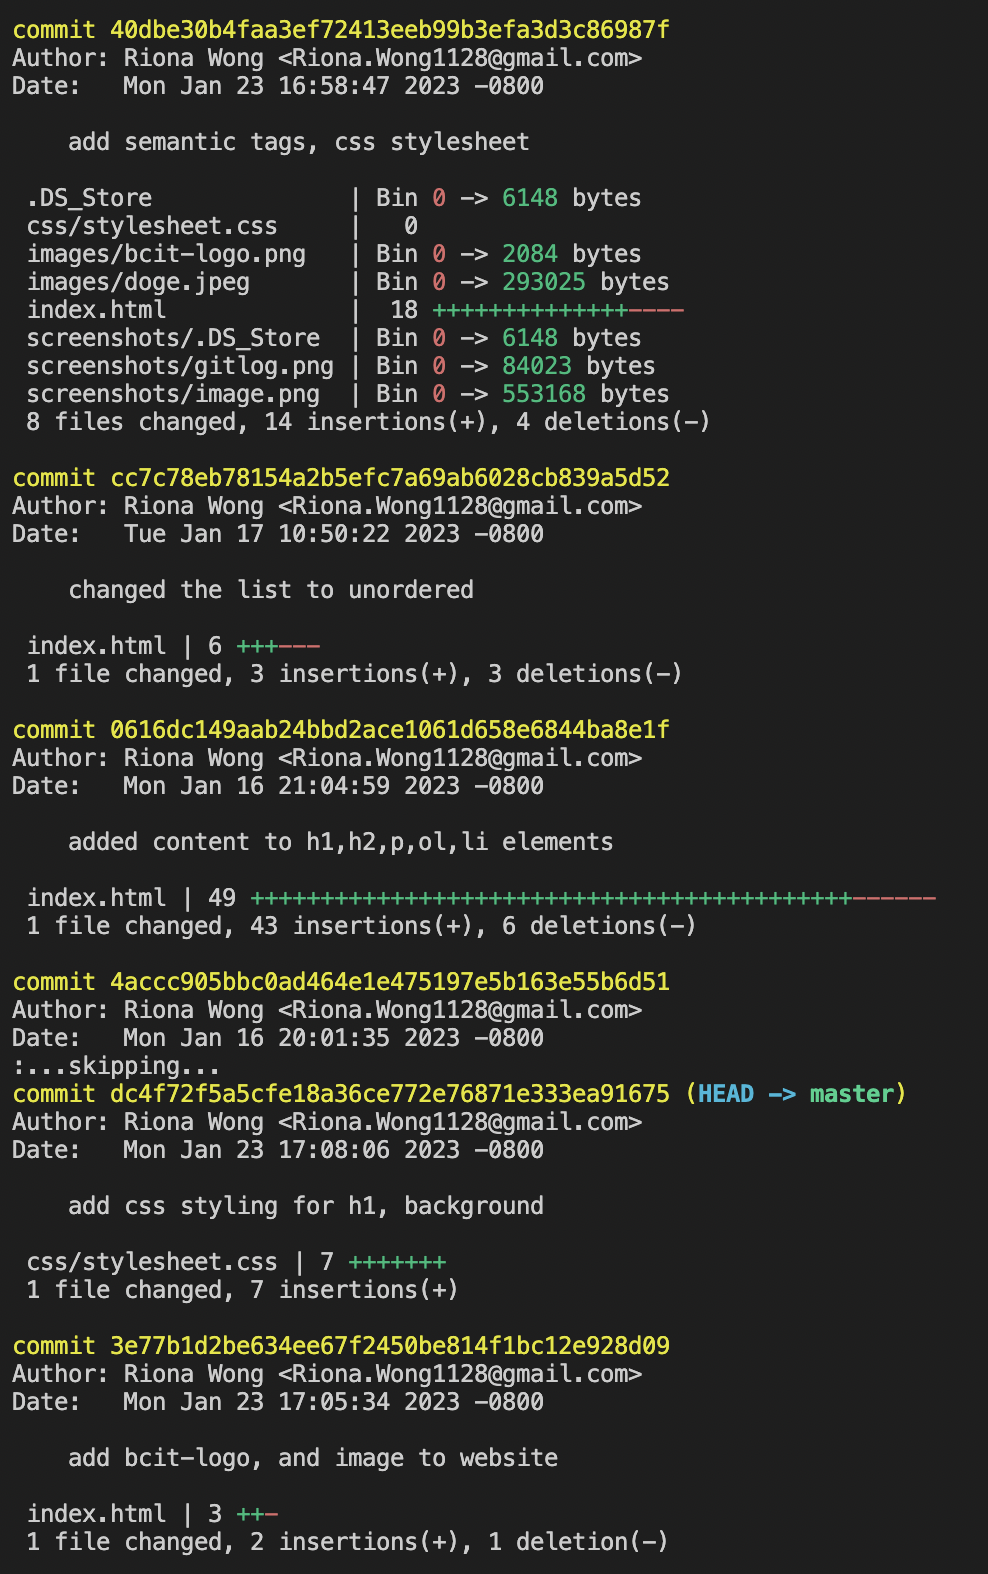 commit 40dbe30b4faa3ef72413eeb99b3efa3d3c86987f
Author: Riona Wong <Riona.Wong1128@gmail.com>
Date:   Mon Jan 23 16:58:47 2023 -0800
add semantic tags, css stylesheet
.DS_Store              | Bin 0 -> 6148 bytes
css/stylesheet.css     |   0
images/bcit-logo.png   | Bin 0 -> 2084 bytes
images/doge.jpeg       | Bin 0 -> 293025 bytes
index.html             |  18 ++++++++++++++----
screenshots/.DS_Store  | Bin 0 -> 6148 bytes
screenshots/gitlog.png | Bin 0 -> 84023 bytes
screenshots/image.png  | Bin 0 -> 553168 bytes
8 files changed, 14 insertions(+), 4 deletions(-)
commit cc7c78eb78154a2b5efc7a69ab6028cb839a5d52
Author: Riona Wong <Riona.Wong1128@gmail.com>
Date:   Tue Jan 17 10:50:22 2023 -0800
changed the list to unordered
index.html | 6 +++---
1 file changed, 3 insertions(+), 3 deletions(-)
commit 0616dc149aab24bbd2ace1061d658e6844ba8e1f
Author: Riona Wong <Riona.Wong1128@gmail.com>
Date:   Mon Jan 16 21:04:59 2023 -0800
added content to h1,h2,p,ol,li elements
index.html | 49 +++++++++++++++++++++++++++++++++++++++++++------
1 file changed, 43 insertions(+), 6 deletions(-)
commit 4accc905bbc0ad464e1e475197e5b163e55b6d51
Author: Riona Wong <Riona.Wong1128@gmail.com>
Date:   Mon Jan 16 20:01:35 2023 -0800
:...skipping...
commit dc4f72f5a5cfe18a36ce772e76871e333ea91675 (HEAD -> master)
Author: Riona Wong <Riona.Wong1128@gmail.com>
Date:   Mon Jan 23 17:08:06 2023 -0800
add css styling for h1, background
css/stylesheet.css | 7 +++++++
1 file changed, 7 insertions(+)
commit 3e77b1d2be634ee67f2450be814f1bc12e928d09
Author: Riona Wong <Riona.Wong1128@gmail.com>
Date:   Mon Jan 23 17:05:34 2023 -0800
add bcit-logo, and image to website
index.html | 3 ++-
1 file changed, 2 insertions(+), 1 deletion(-)